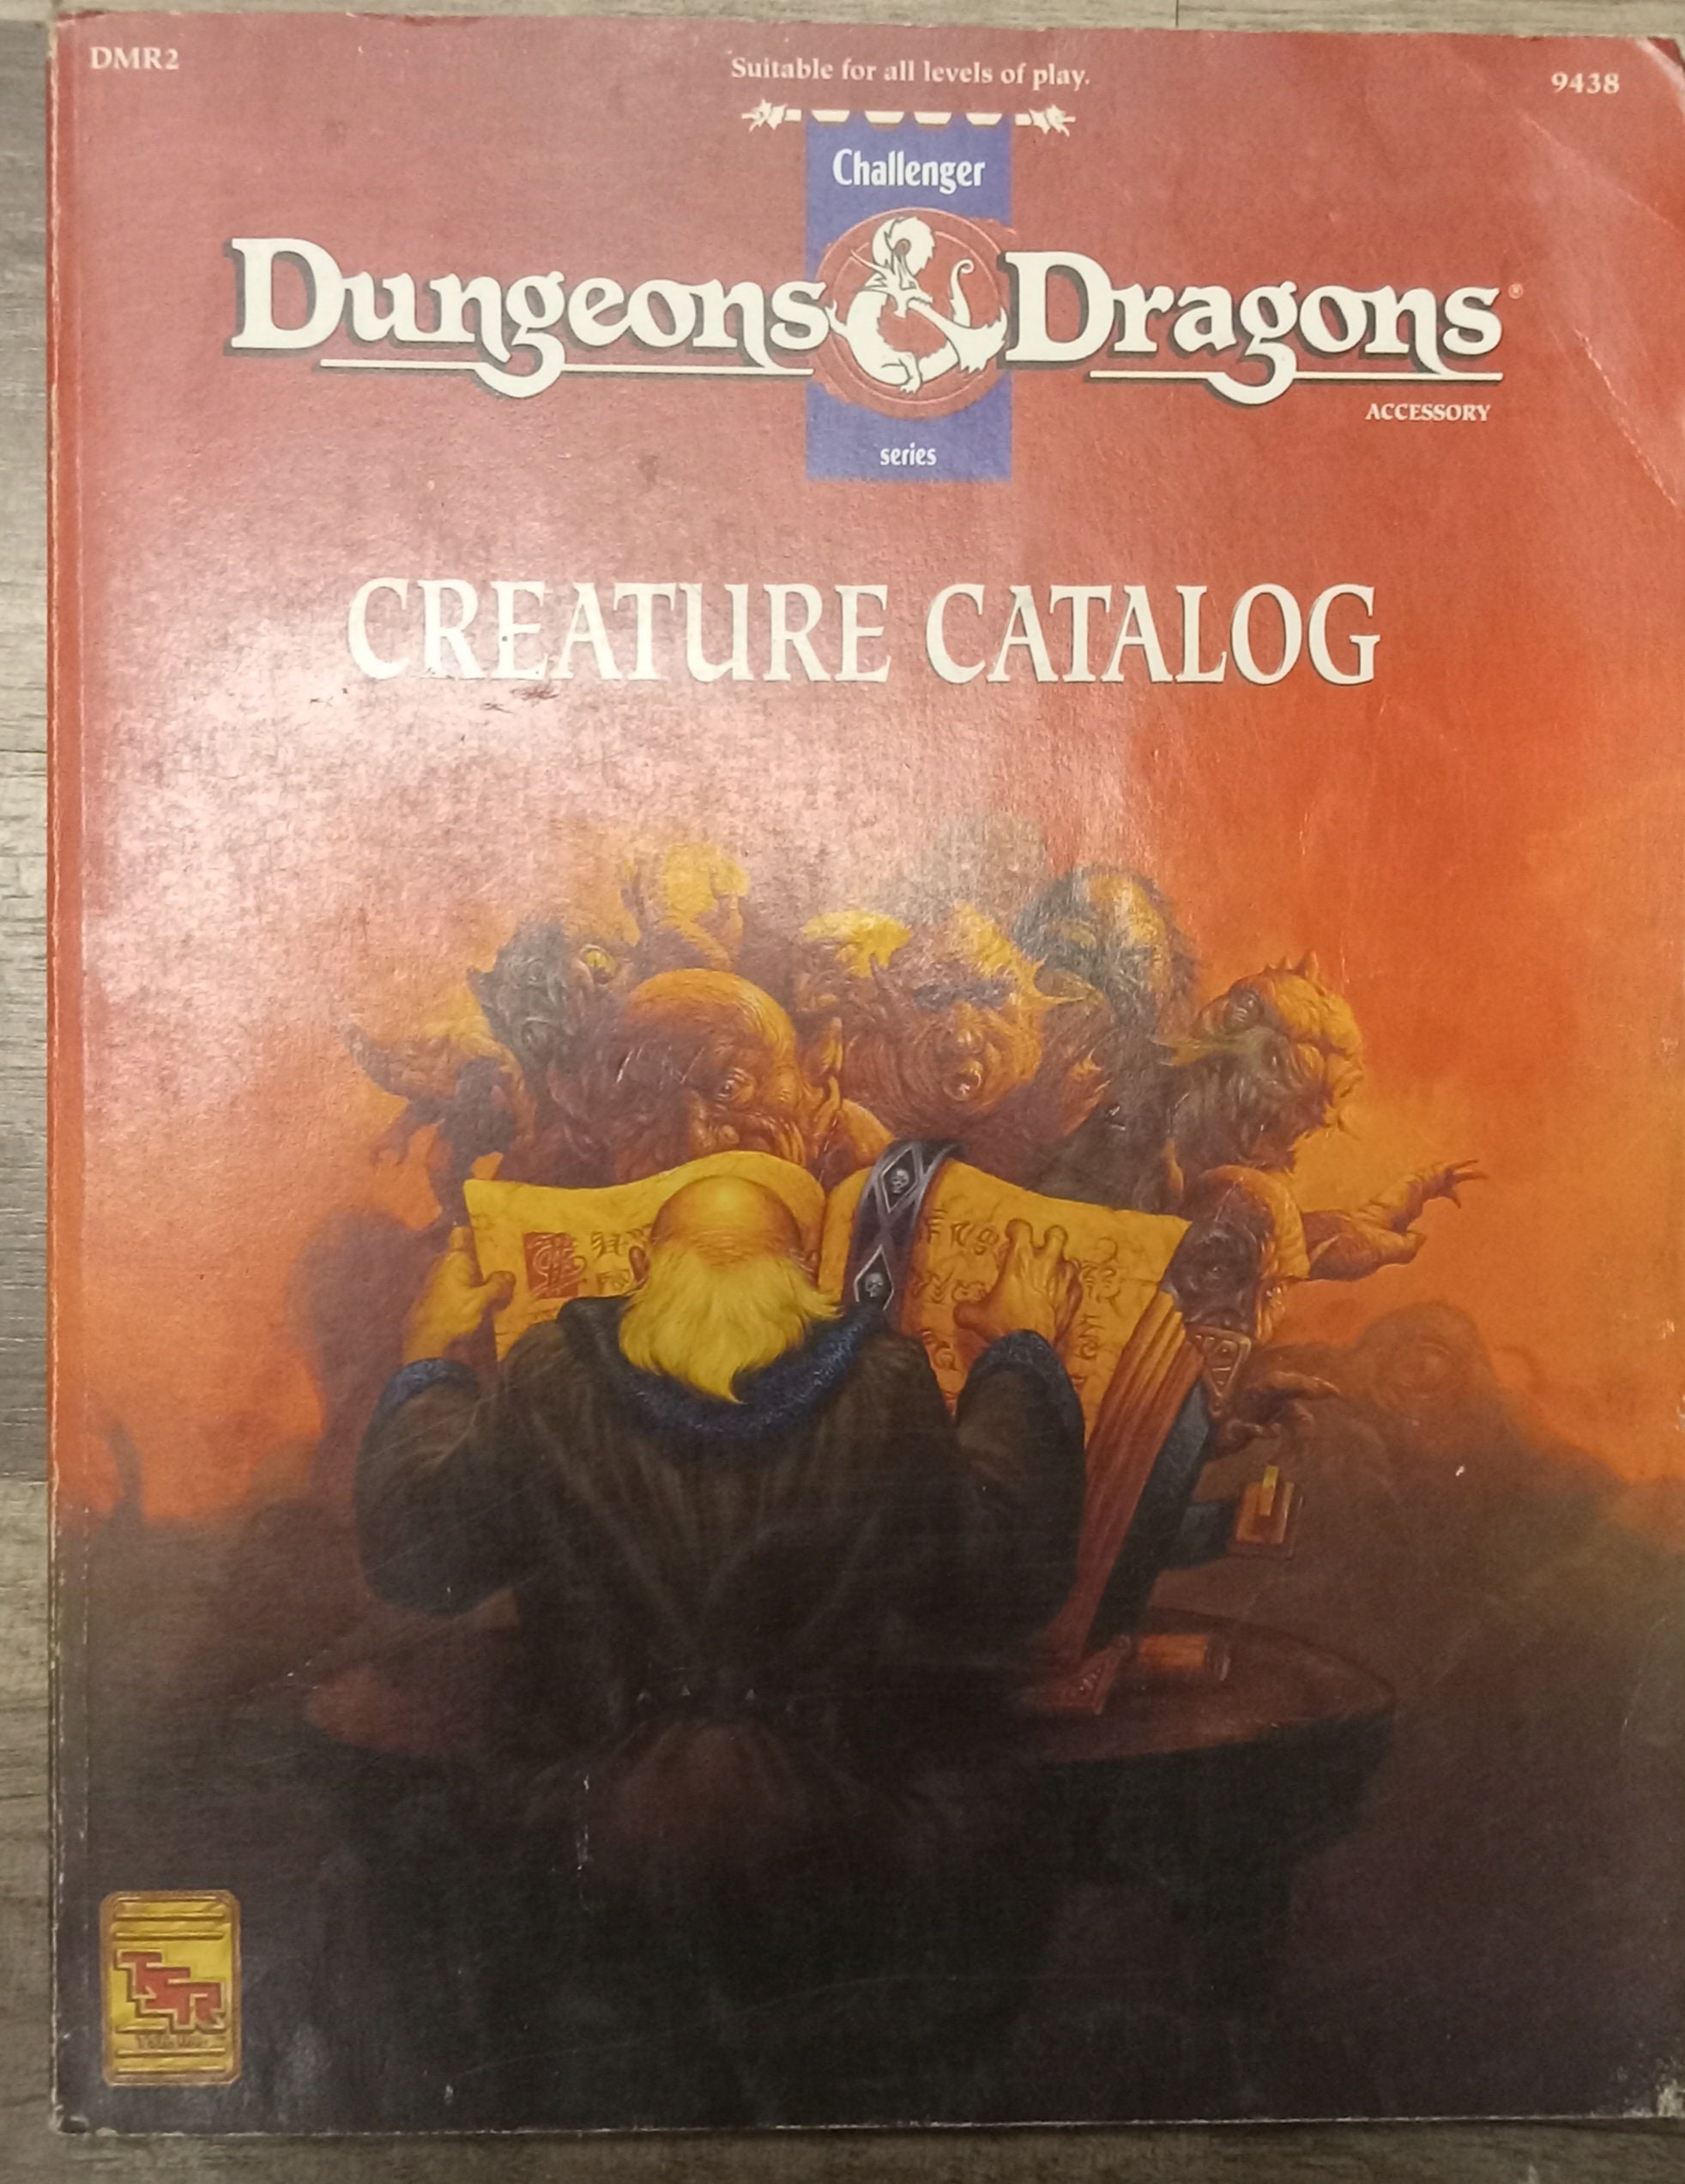 DMR2
Suitable for all levels of play.
9438
Challenger
Dungeons & Dragons®
ACCESSORY
series
CREATURE CATALOG
TSR